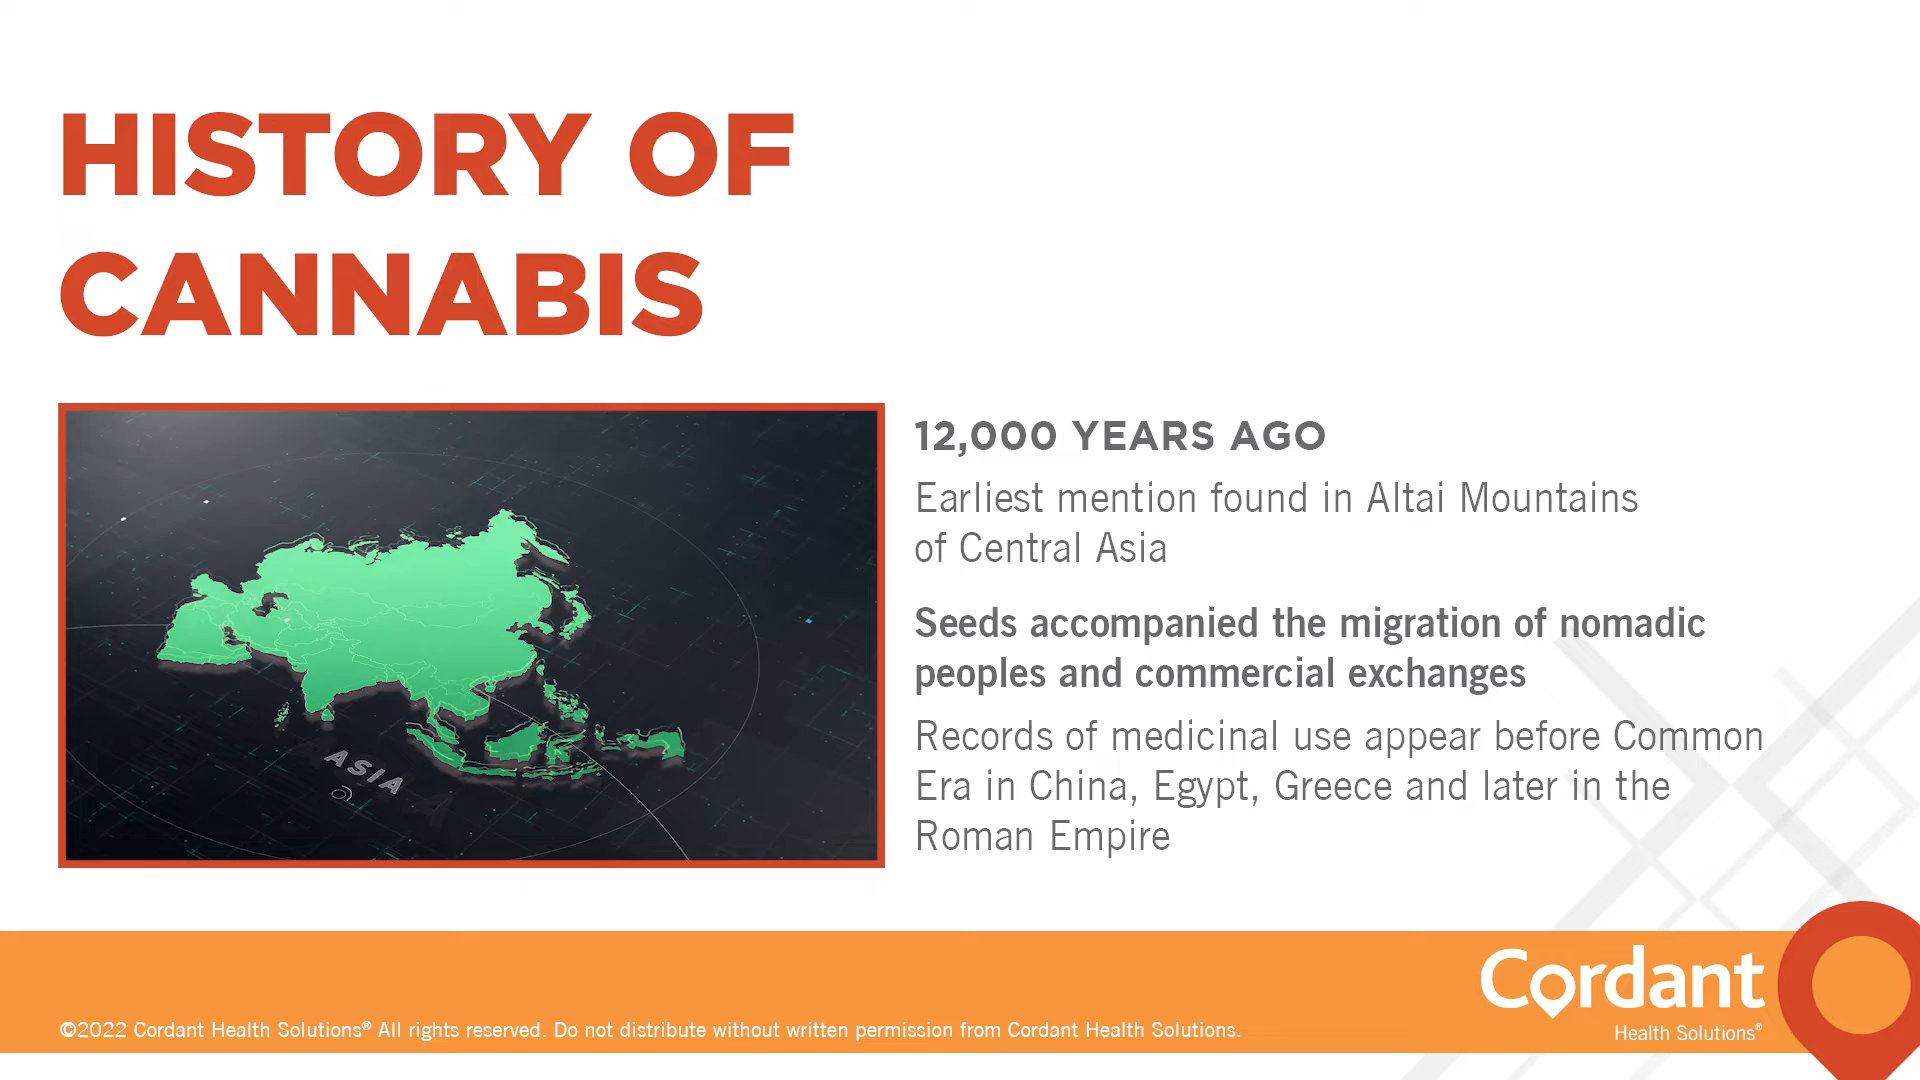 HISTORY OF
CANNABIS
ASIA
12,000 YEARS AGO
Earliest mention found in Altai Mountains
of Central Asia
Seeds accompanied the migration of nomadic
peoples and commercial exchanges
Records of medicinal use appear before Common
Era in China, Egypt, Greece and later in the
Roman Empire
©2022 Cordant Health Solutions® All rights reserved. Do not distribute without written permission from Cordant Health Solutions.
Cordant
Health Solutions®